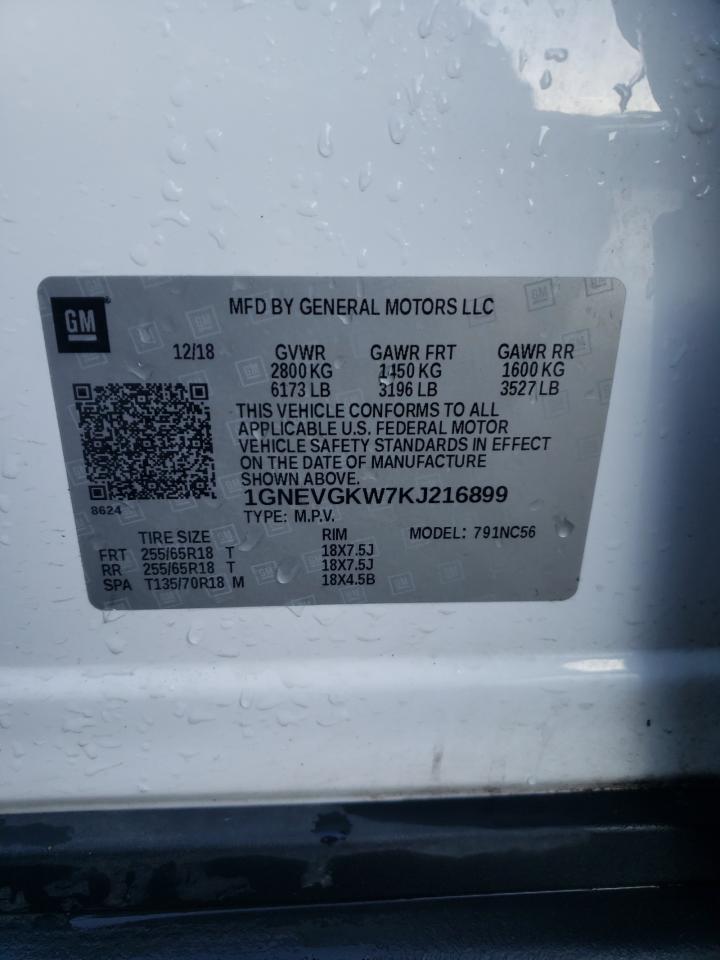 GM
MFD BY GENERAL MOTORS LLC
12/18 GVWR GAWR FRT GAWR RR
2800 KG 1450 KG 1600 KG
6173 LB 3196 LB 3527 LB
THIS VEHICLE CONFORMS TO ALL
APPLICABLE U.S. FEDERAL MOTOR
VEHICLE SAFETY STANDARDS IN EFFECT
ON THE DATE OF MANUFACTURE
SHOWN ABOVE.
8624
1GNEVGKW7KJ216899
TYPE: M.P.V.
TIRE SIZE RIM MODEL: 791NC56
FRT 255/65R18 T 18X7.5J
RR 255/65R18 T 18X7.5J
SPA T135/70R18 M 18X4.5B